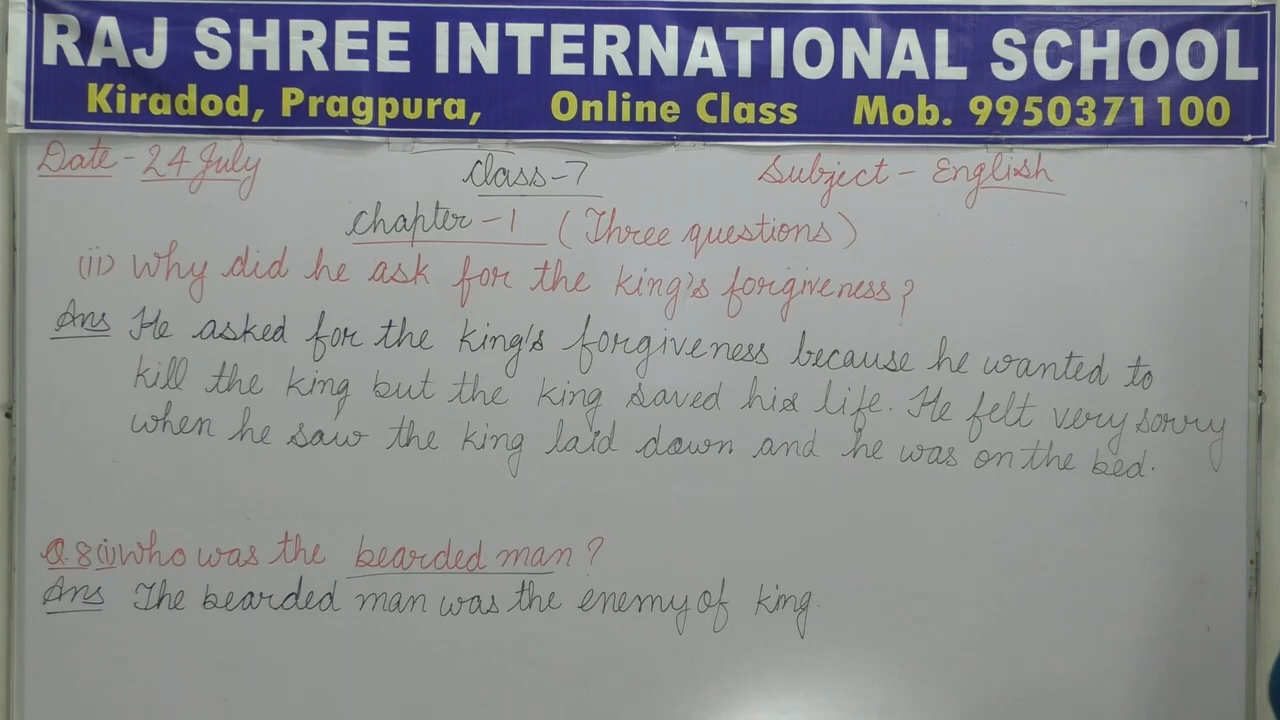 RAJ SHREE INTERNATIONAL SCHOOL
Kiradod, Pragpura, Online Class Mob. 9950371100
Date - 24 July Class-7 Subject - English
Chapter -1 (Three questions)
(ii) Why did he ask for the king's forgiveness?
Ans He asked for the king's forgiveness because he wanted to
kill the king but the king saved his life. He felt very sorry
when he saw the king laid down and he was on the bed.
Q.8(i) Who was the bearded man?
Ans The bearded man was the enemy of king.